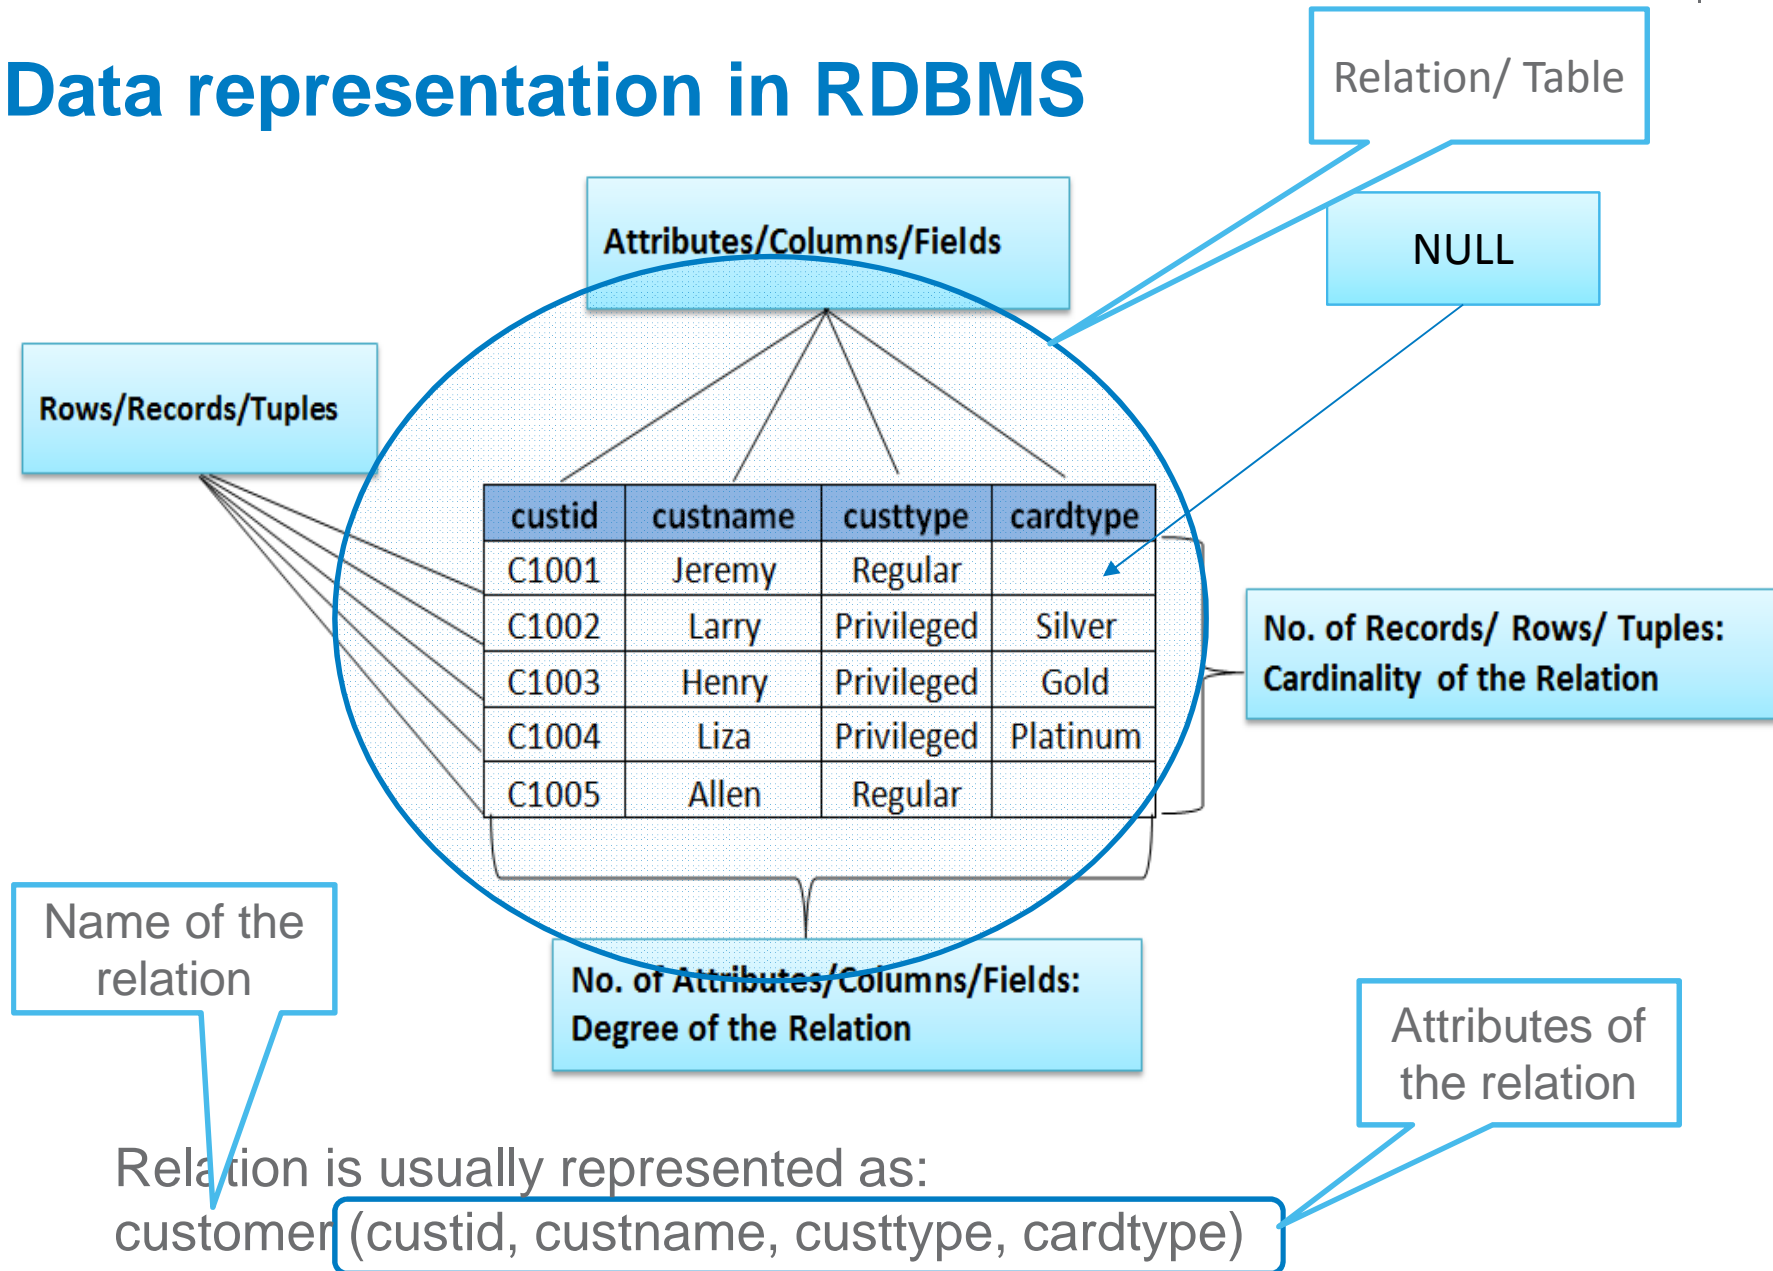 Data representation in RDBMS
Relation/ Table
Attributes/Columns/Fields
NULL
Rows/Records/Tuples
custid custname custtype cardtype
C1001 Jeremy Regular
C1002 Larry Privileged Silver
C1003 Henry Privileged Gold
C1004 Liza Privileged Platinum
C1005 Allen Regular
No. of Records/ Rows/ Tuples:
Cardinality of the Relation
Name of the
relation
No. of Attributes/Columns/Fields:
Degree of the Relation
Attributes of
the relation
Relation is usually represented as:
customer (custid, custname, custtype, cardtype)